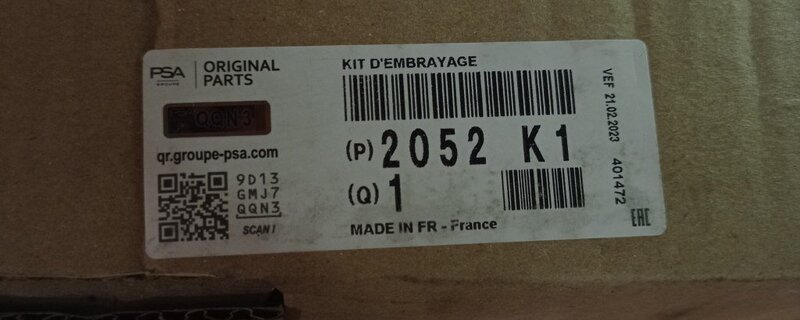 PSA
GROUPE
ORIGINAL
PARTS
QQN3
qr.groupe-psa.com
9D13
GMJ7
QQN3
SCAN !
KIT D'EMBRAYAGE
(P) 2052 K1
(Q) 1
MADE IN FR - France
VEF 21.02.2023 401472
EAC